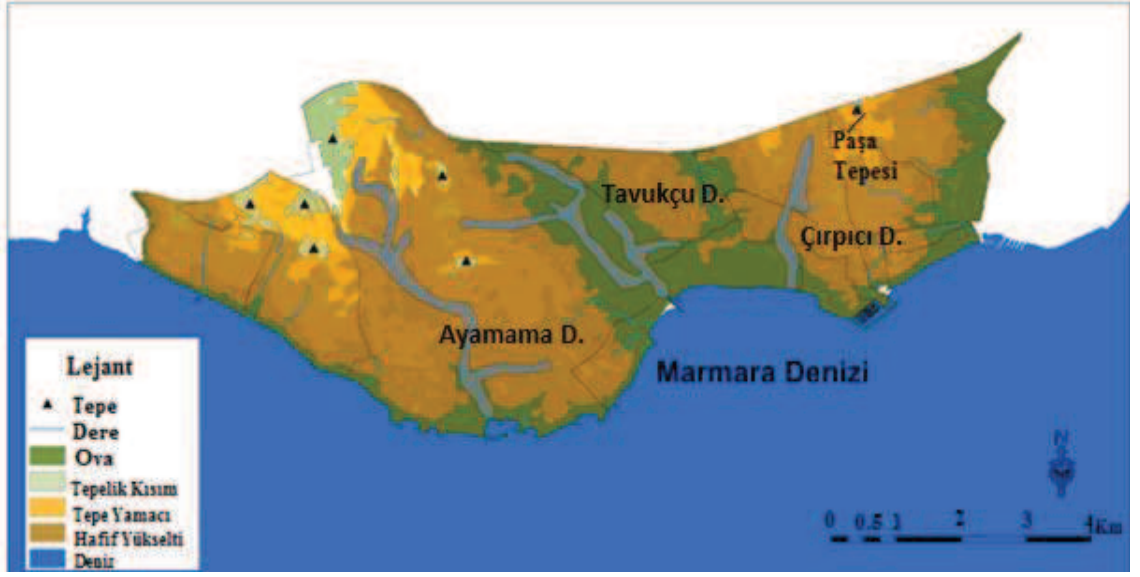 Paşa
Tepesi
Tavukçu D.
Çırpıcı D.
Ayamama D.
Marmara Denizi
Lejant
Tepe
Dere
Ova
Tepelik Kısım
Tepe Yamacı
Hafif Yükselti
Denir
N
0 0.5 1 2 3 4 Km